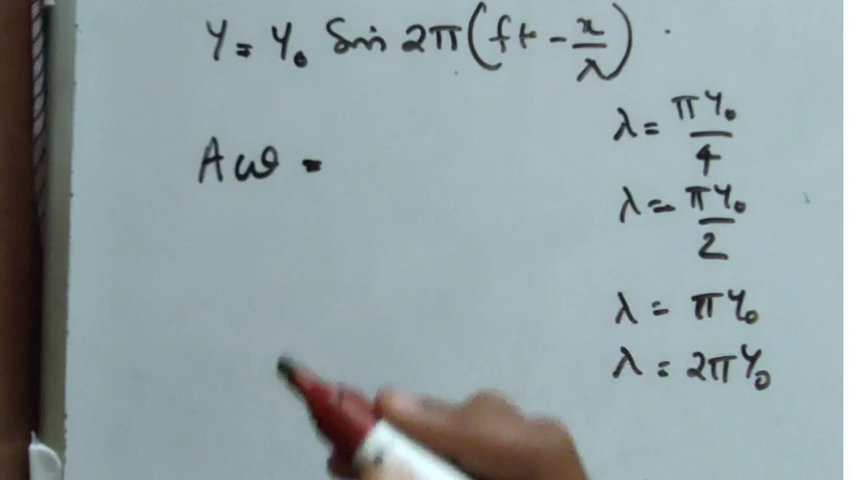 Y = Y₀ Sin 2π(ft - x/λ)
Aω =
λ = πY₀/4
λ = πY₀/2
λ = πY₀
λ = 2πY₀